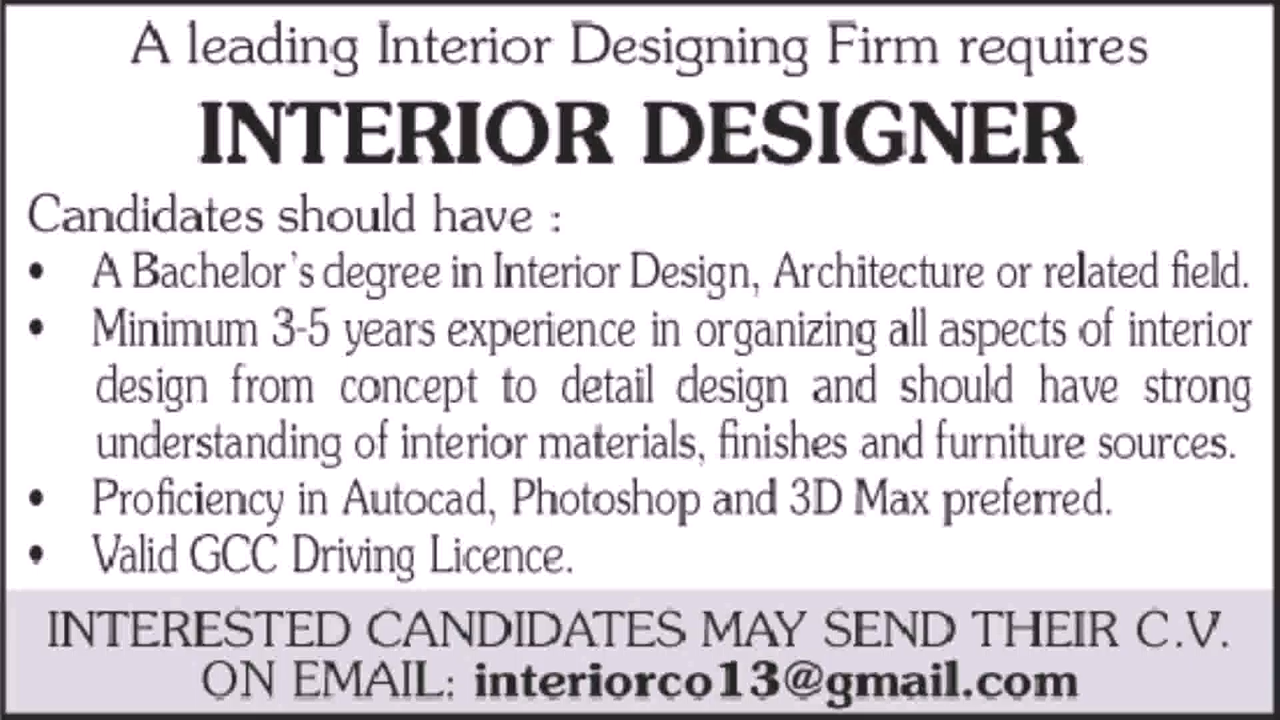 A leading Interior Designing Firm requires
INTERIOR DESIGNER
Candidates should have :
• A Bachelor's degree in Interior Design, Architecture or related field.
• Minimum 3-5 years experience in organizing all aspects of interior
design from concept to detail design and should have strong
understanding of interior materials, finishes and furniture sources.
• Proficiency in Autocad, Photoshop and 3D Max preferred.
• Valid GCC Driving Licence.
INTERESTED CANDIDATES MAY SEND THEIR C.V.
ON EMAIL: interiorco13@gmail.com